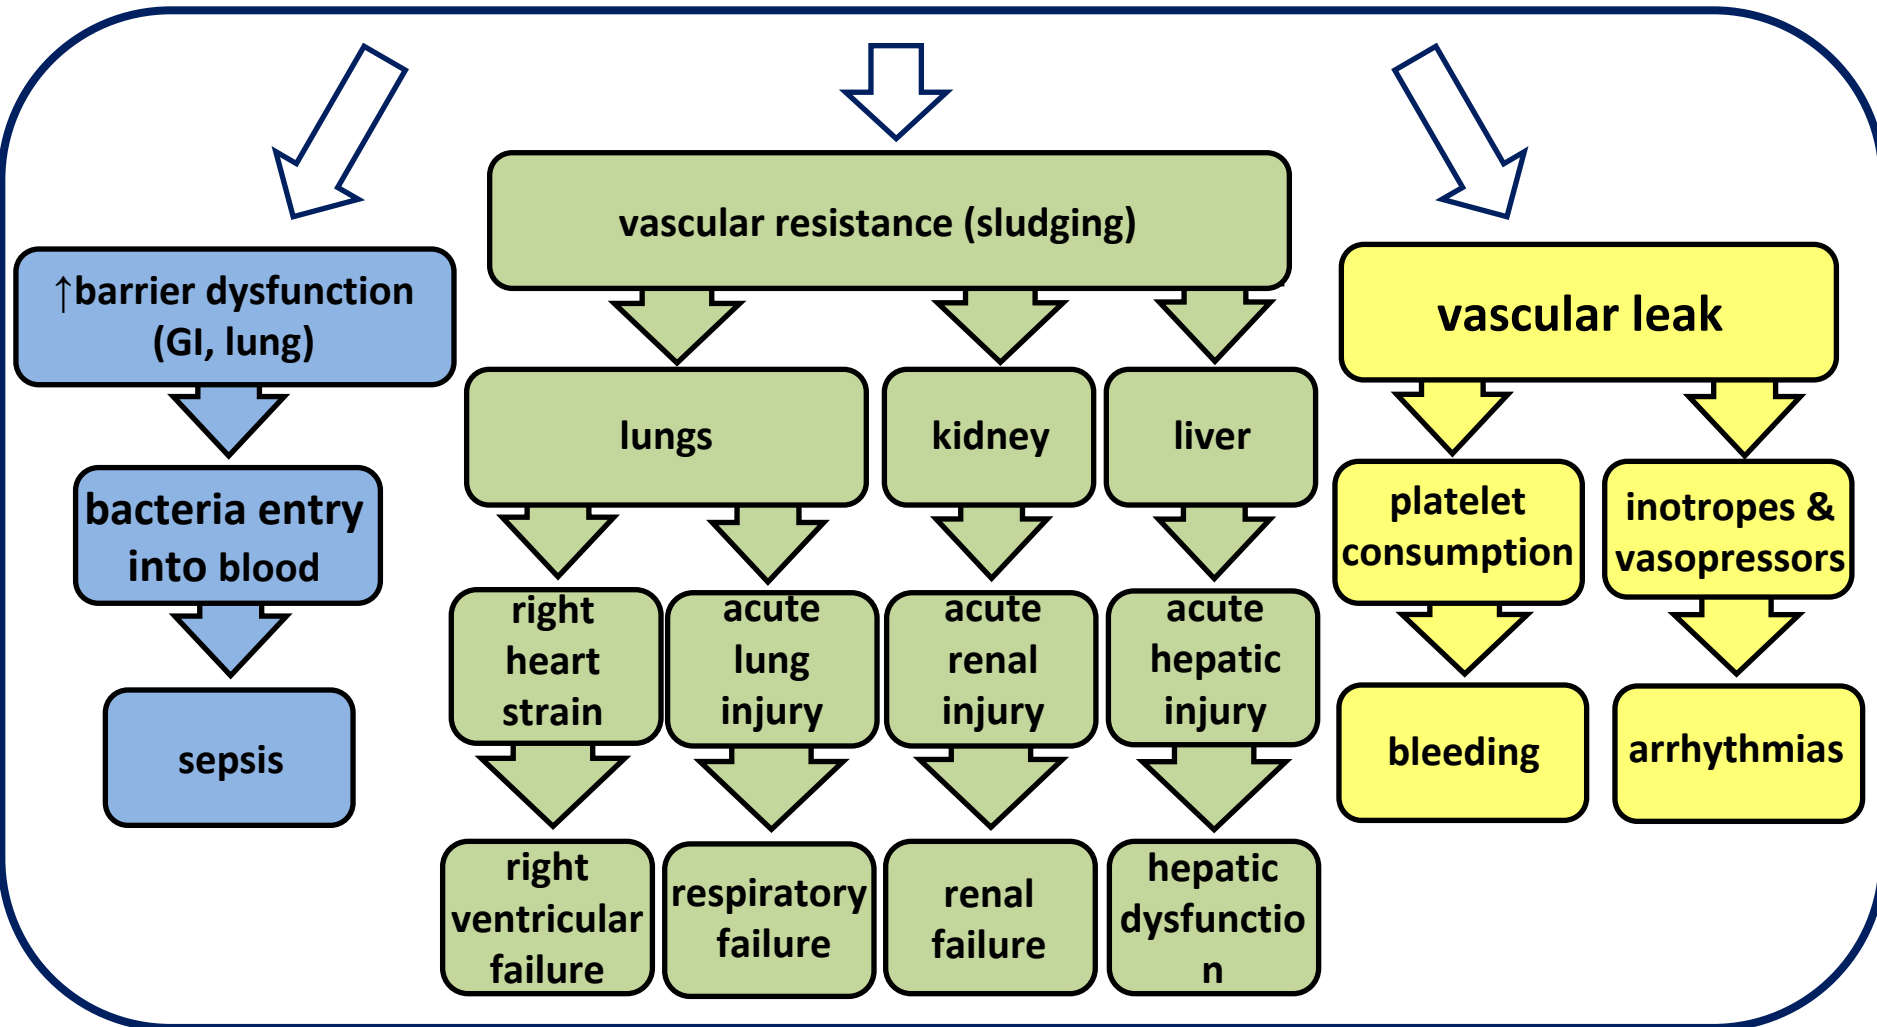 vascular resistance (sludging)
↑barrier dysfunction
(GI, lung)
vascular leak
lungs
kidney
liver
bacteria entry
into blood
platelet
consumption
inotropes &
vasopressors
right
heart
strain
acute
lung
injury
acute
renal
injury
acute
hepatic
injury
sepsis
bleeding
arrhythmias
right
ventricular
failure
respiratory
failure
renal
failure
hepatic
dysfunctio
n